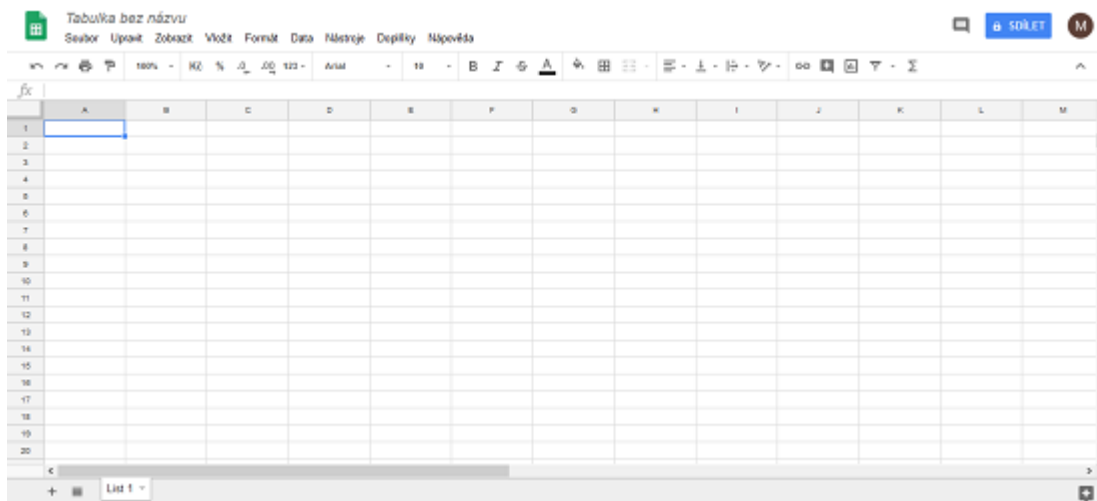 Tabulka bez názvu
Soubor Upravit Zobrazit Vložit Formát Data Nástroje Doplňky Nápověda
SDÍLET M
100% Kč % .0 .00 123 Arial 10 B I S A Σ
fx
A B C D E F G H I J K L M
1
2
3
4
5
6
7
8
9
10
11
12
13
14
15
16
17
18
19
20
+ List 1